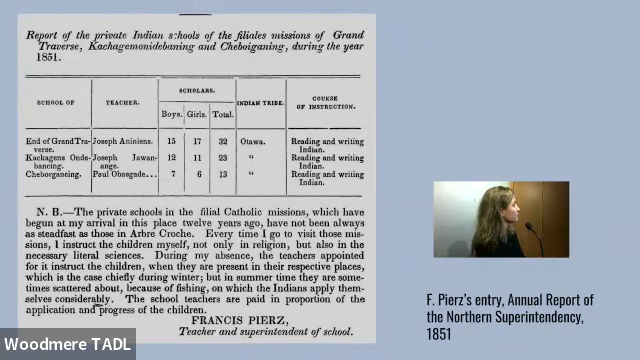 Report of the private Indian schools of the filiales missions of Grand
Traverse, Kachagemonidebaning and Cheboiganing, during the year
1851.
SCHOOL OF
TEACHER.
SCHOLARS.
Boys. Girls. Total.
INDIAN TRIBE.
COURSE
OF INSTRUCTION.
End of Grand Tra- Joseph Aniniens. 15 17 32 Otawa. Reading and writing
verse. Indian.
Kackagens Onde- Joseph Jawan- 12 11 23 " Reading and writing
bancing. ange. Indian.
Cheborgancing. Paul Obasgade... 7 6 13 " Reading and writing
Indian.
N. B.—The private schools in the filial Catholic missions, which have
begun at my arrival in this place twelve years ago, have not been always
as steadfast as those in Arbre Croche. Every time I go to visit those mis-
sions, I instruct the children myself, not only in religion, but also in the
necessary literal sciences. During my absence, the teachers appointed
for it instruct the children, when they are present in their respective places,
which is the case chiefly during winter; but in summer time they are some-
times scattered about, because of fishing, on which the Indians apply them-
selves considerably. The school teachers are paid in proportion of the
application and progress of the children.
FRANCIS PIERZ,
Teacher and superintendent of school.
F. Pierz's entry, Annual Report of
the Northern Superintendency,
1851
Woodmere TADL